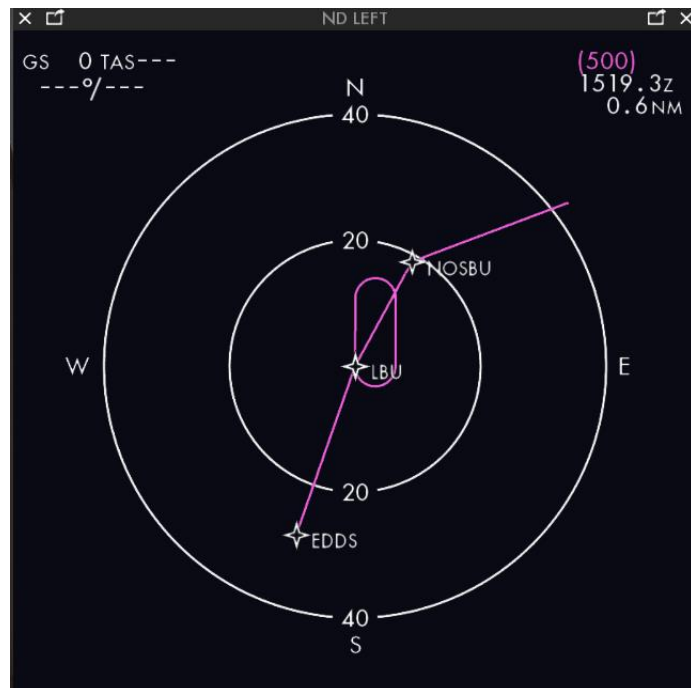 ND LEFT
GS 0 TAS---
---°/---
(500)
1519.3Z
0.6NM
N
40
20
NOSBU
W
E
LBU
20
EDDS
40
S